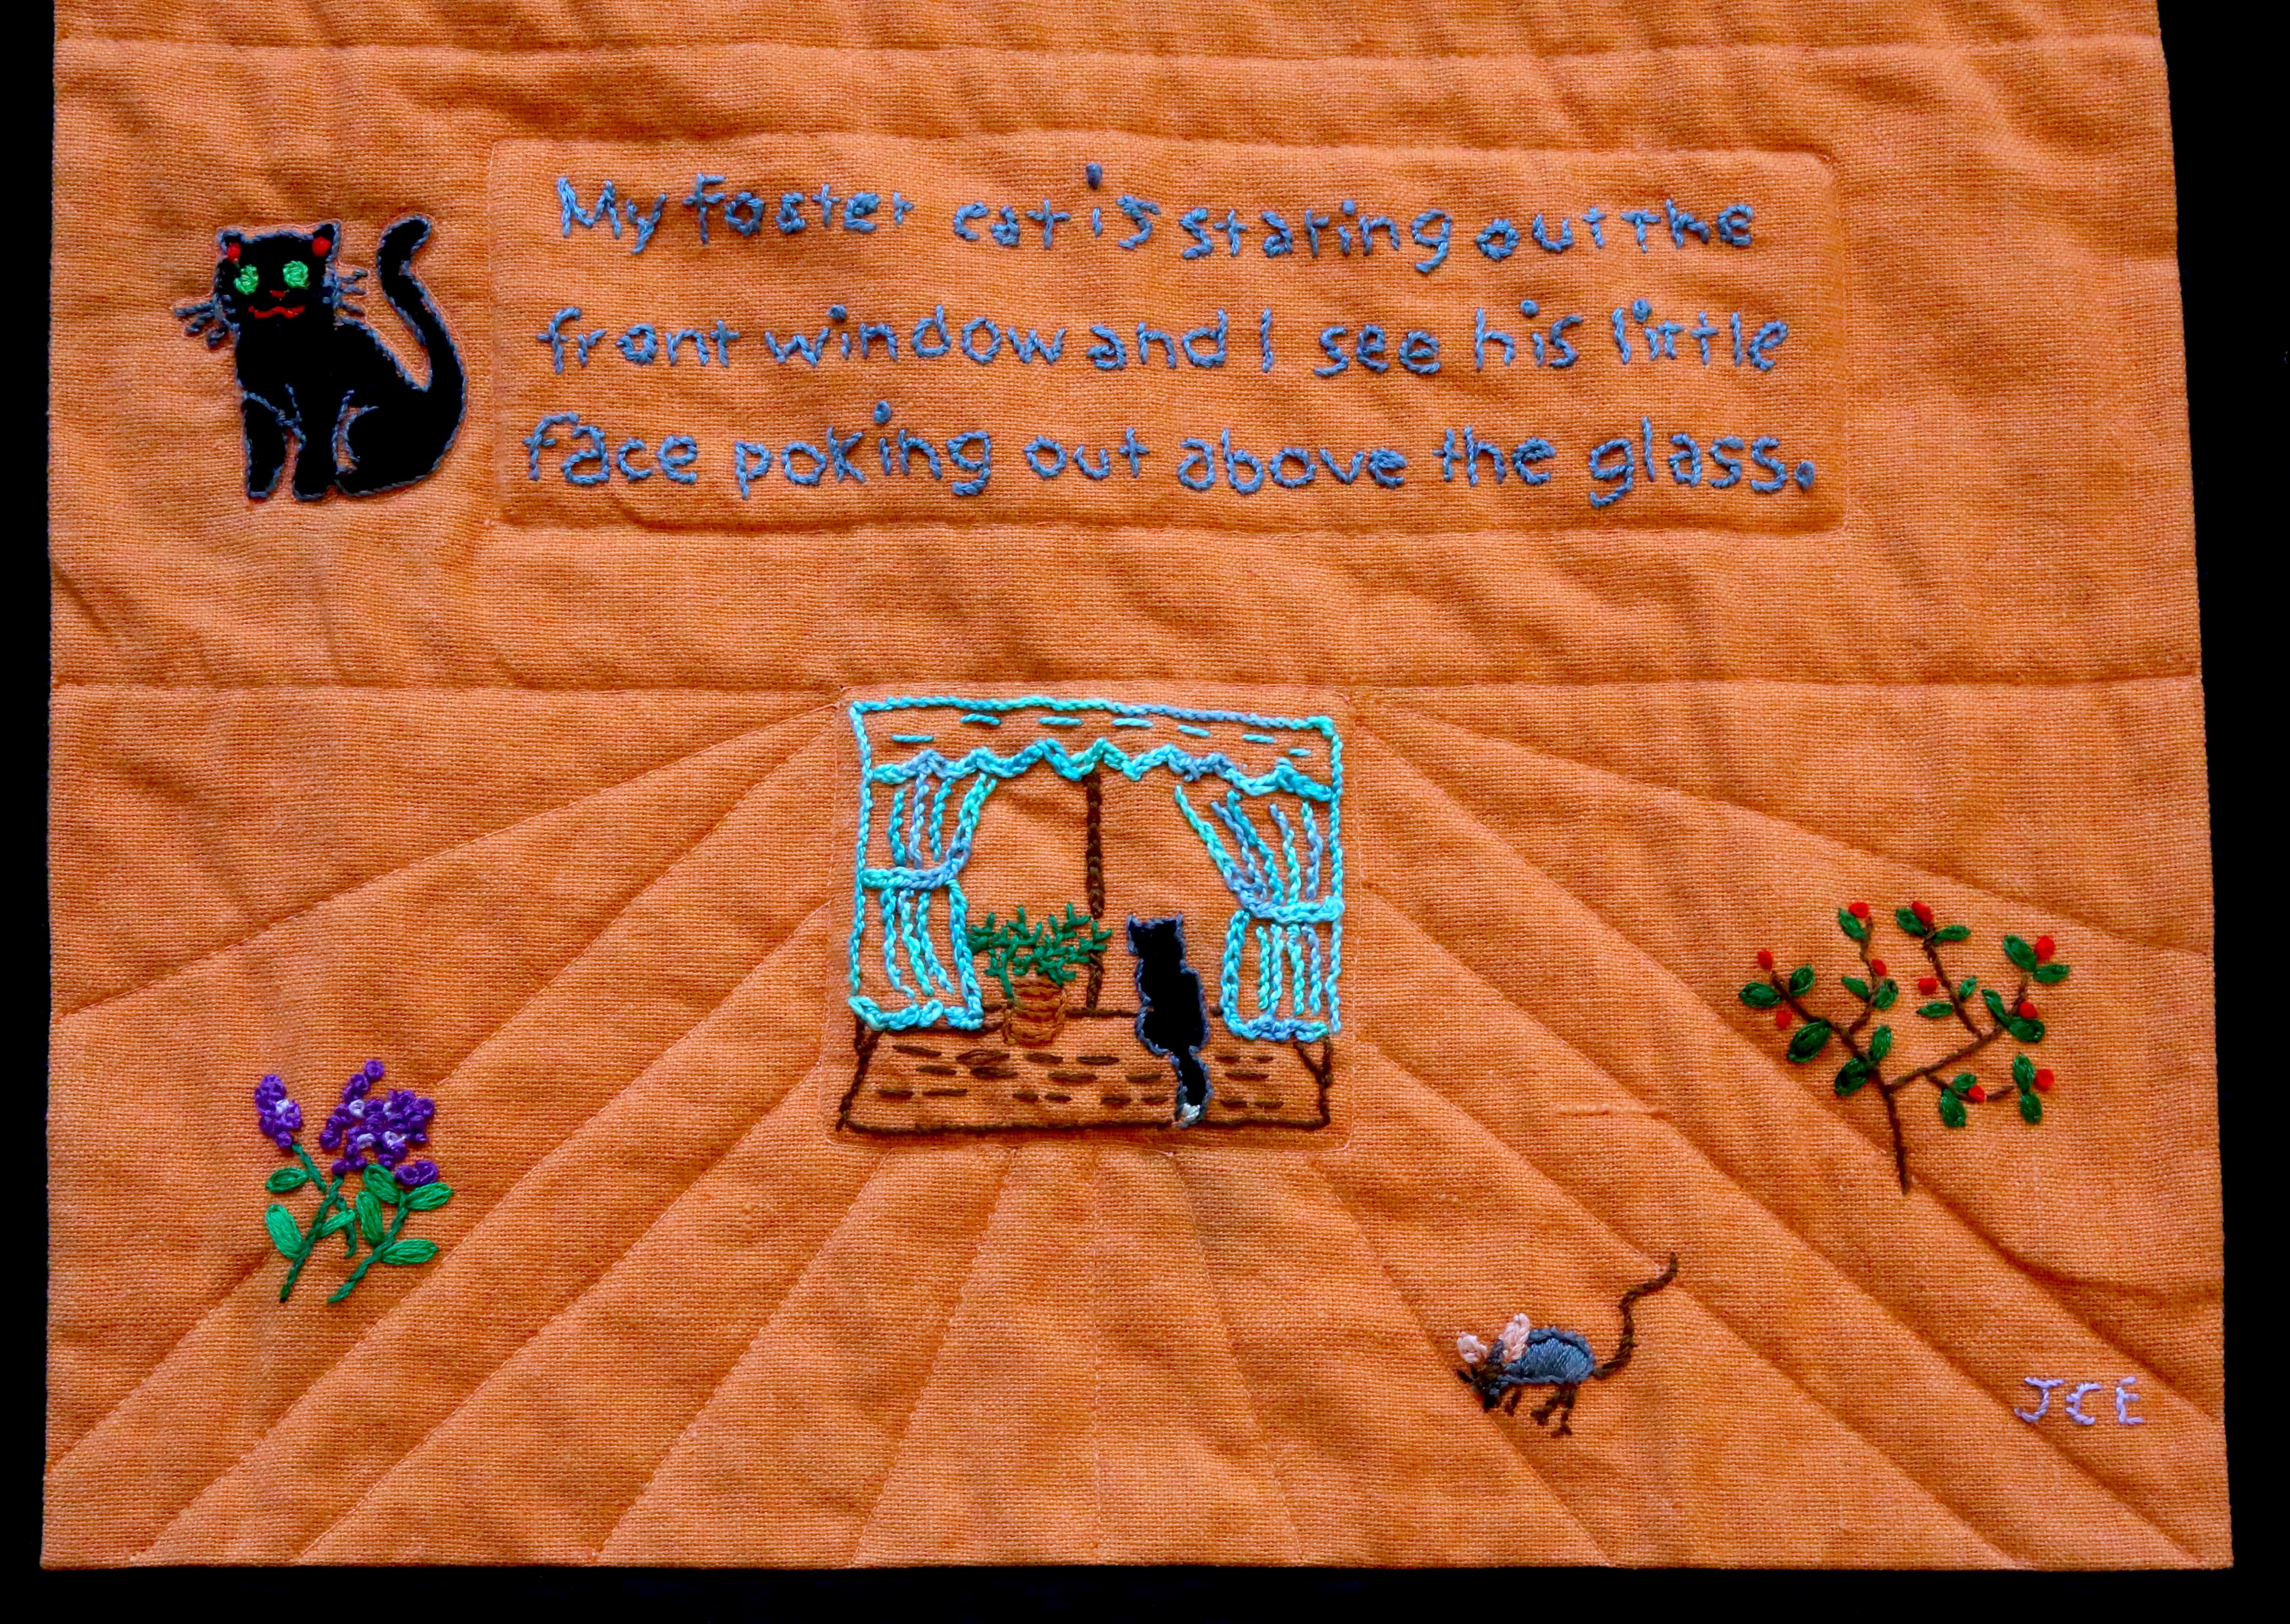 My foster cat is staring out the
front window and I see his little
face poking out above the glass.
JCE